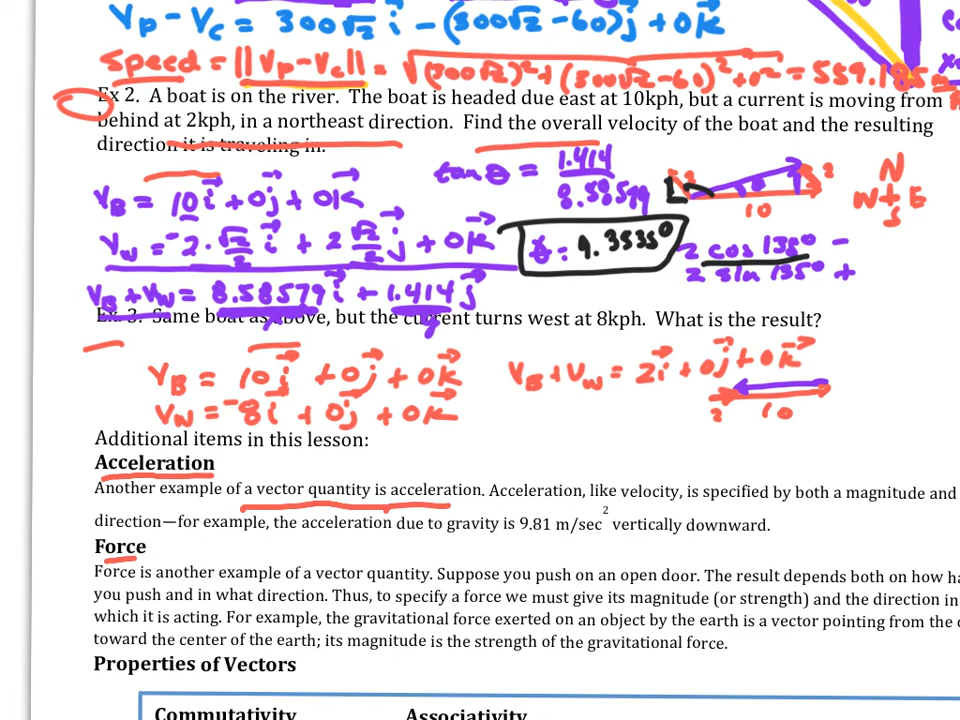 Vp - Vc = 300√2 i - (300√2 - 60)j + 0k
Speed = ||Vp - Vc|| = √(300√2)² + (300√2 - 60)² + 0² = 559.185
Ex 2. A boat is on the river. The boat is headed due east at 10kph, but a current is moving from
behind at 2kph, in a northeast direction. Find the overall velocity of the boat and the resulting
direction it is traveling in.
VB = 10i + 0j + 0k
tan θ = 1.414 / 8.58579
2 10 2
N
W E
S
Vw = -2·√2/2 i + 2 √2/2 j + 0k
= 9.3535°
2 cos 135° -
2 sin 135° +
VB + Vw = 8.58579i + 1.414j
Ex. 3. Same boat as above, but the current turns west at 8kph. What is the result?
VB = 10i + 0j + 0k
VB + Vw = 2i + 0j + 0k
Vw = -8i + 0j + 0k
2 10
Additional items in this lesson:
Acceleration
Another example of a vector quantity is acceleration. Acceleration, like velocity, is specified by both a magnitude and
direction—for example, the acceleration due to gravity is 9.81 m/sec² vertically downward.
Force
Force is another example of a vector quantity. Suppose you push on an open door. The result depends both on how
you push and in what direction. Thus, to specify a force we must give its magnitude (or strength) and the direction in
which it is acting. For example, the gravitational force exerted on an object by the earth is a vector pointing from the
toward the center of the earth; its magnitude is the strength of the gravitational force.
Properties of Vectors
Commutativity Associativity